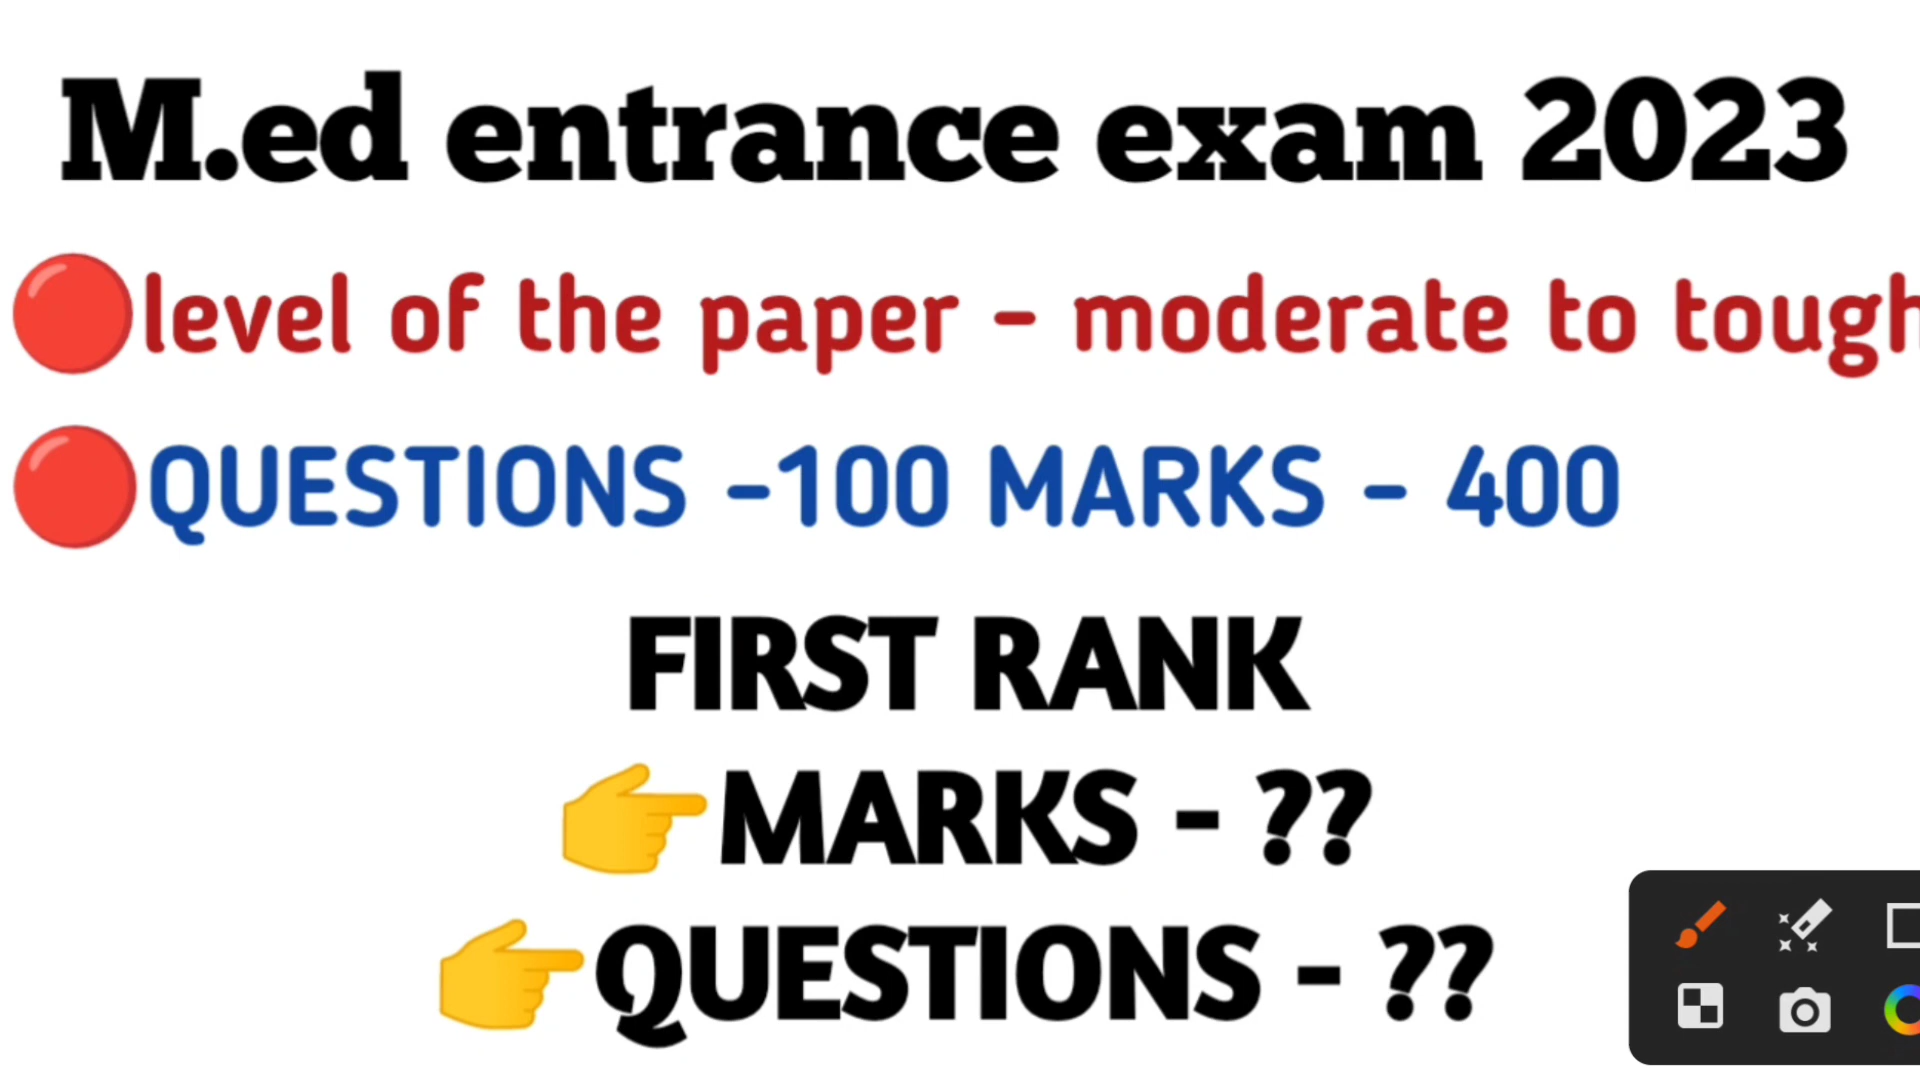 M.ed entrance exam 2023
level of the paper - moderate to tough
QUESTIONS -100 MARKS - 400
FIRST RANK
MARKS - ??
QUESTIONS - ??